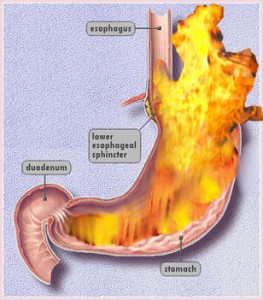 esophagus
lower
esophageal
sphincter
duodenum
stomach